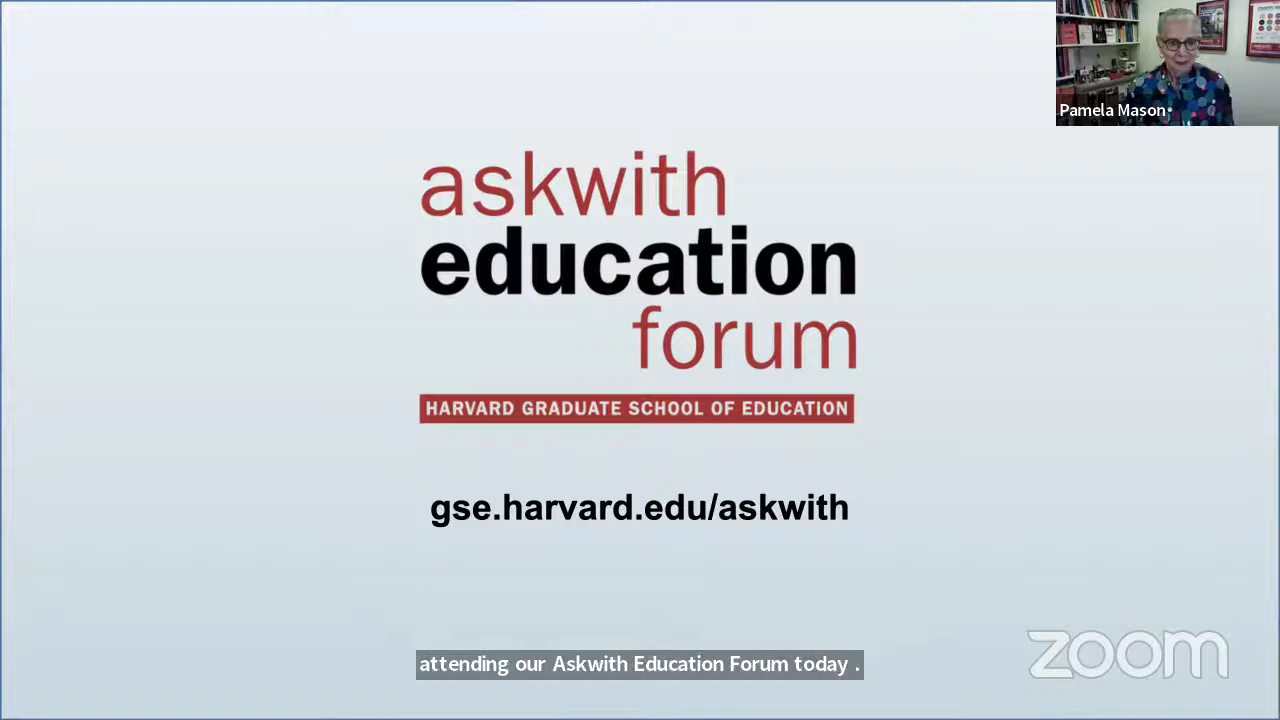 Pamela Mason
askwith
education
forum
HARVARD GRADUATE SCHOOL OF EDUCATION
gse.harvard.edu/askwith
attending our Askwith Education Forum today .
zoom